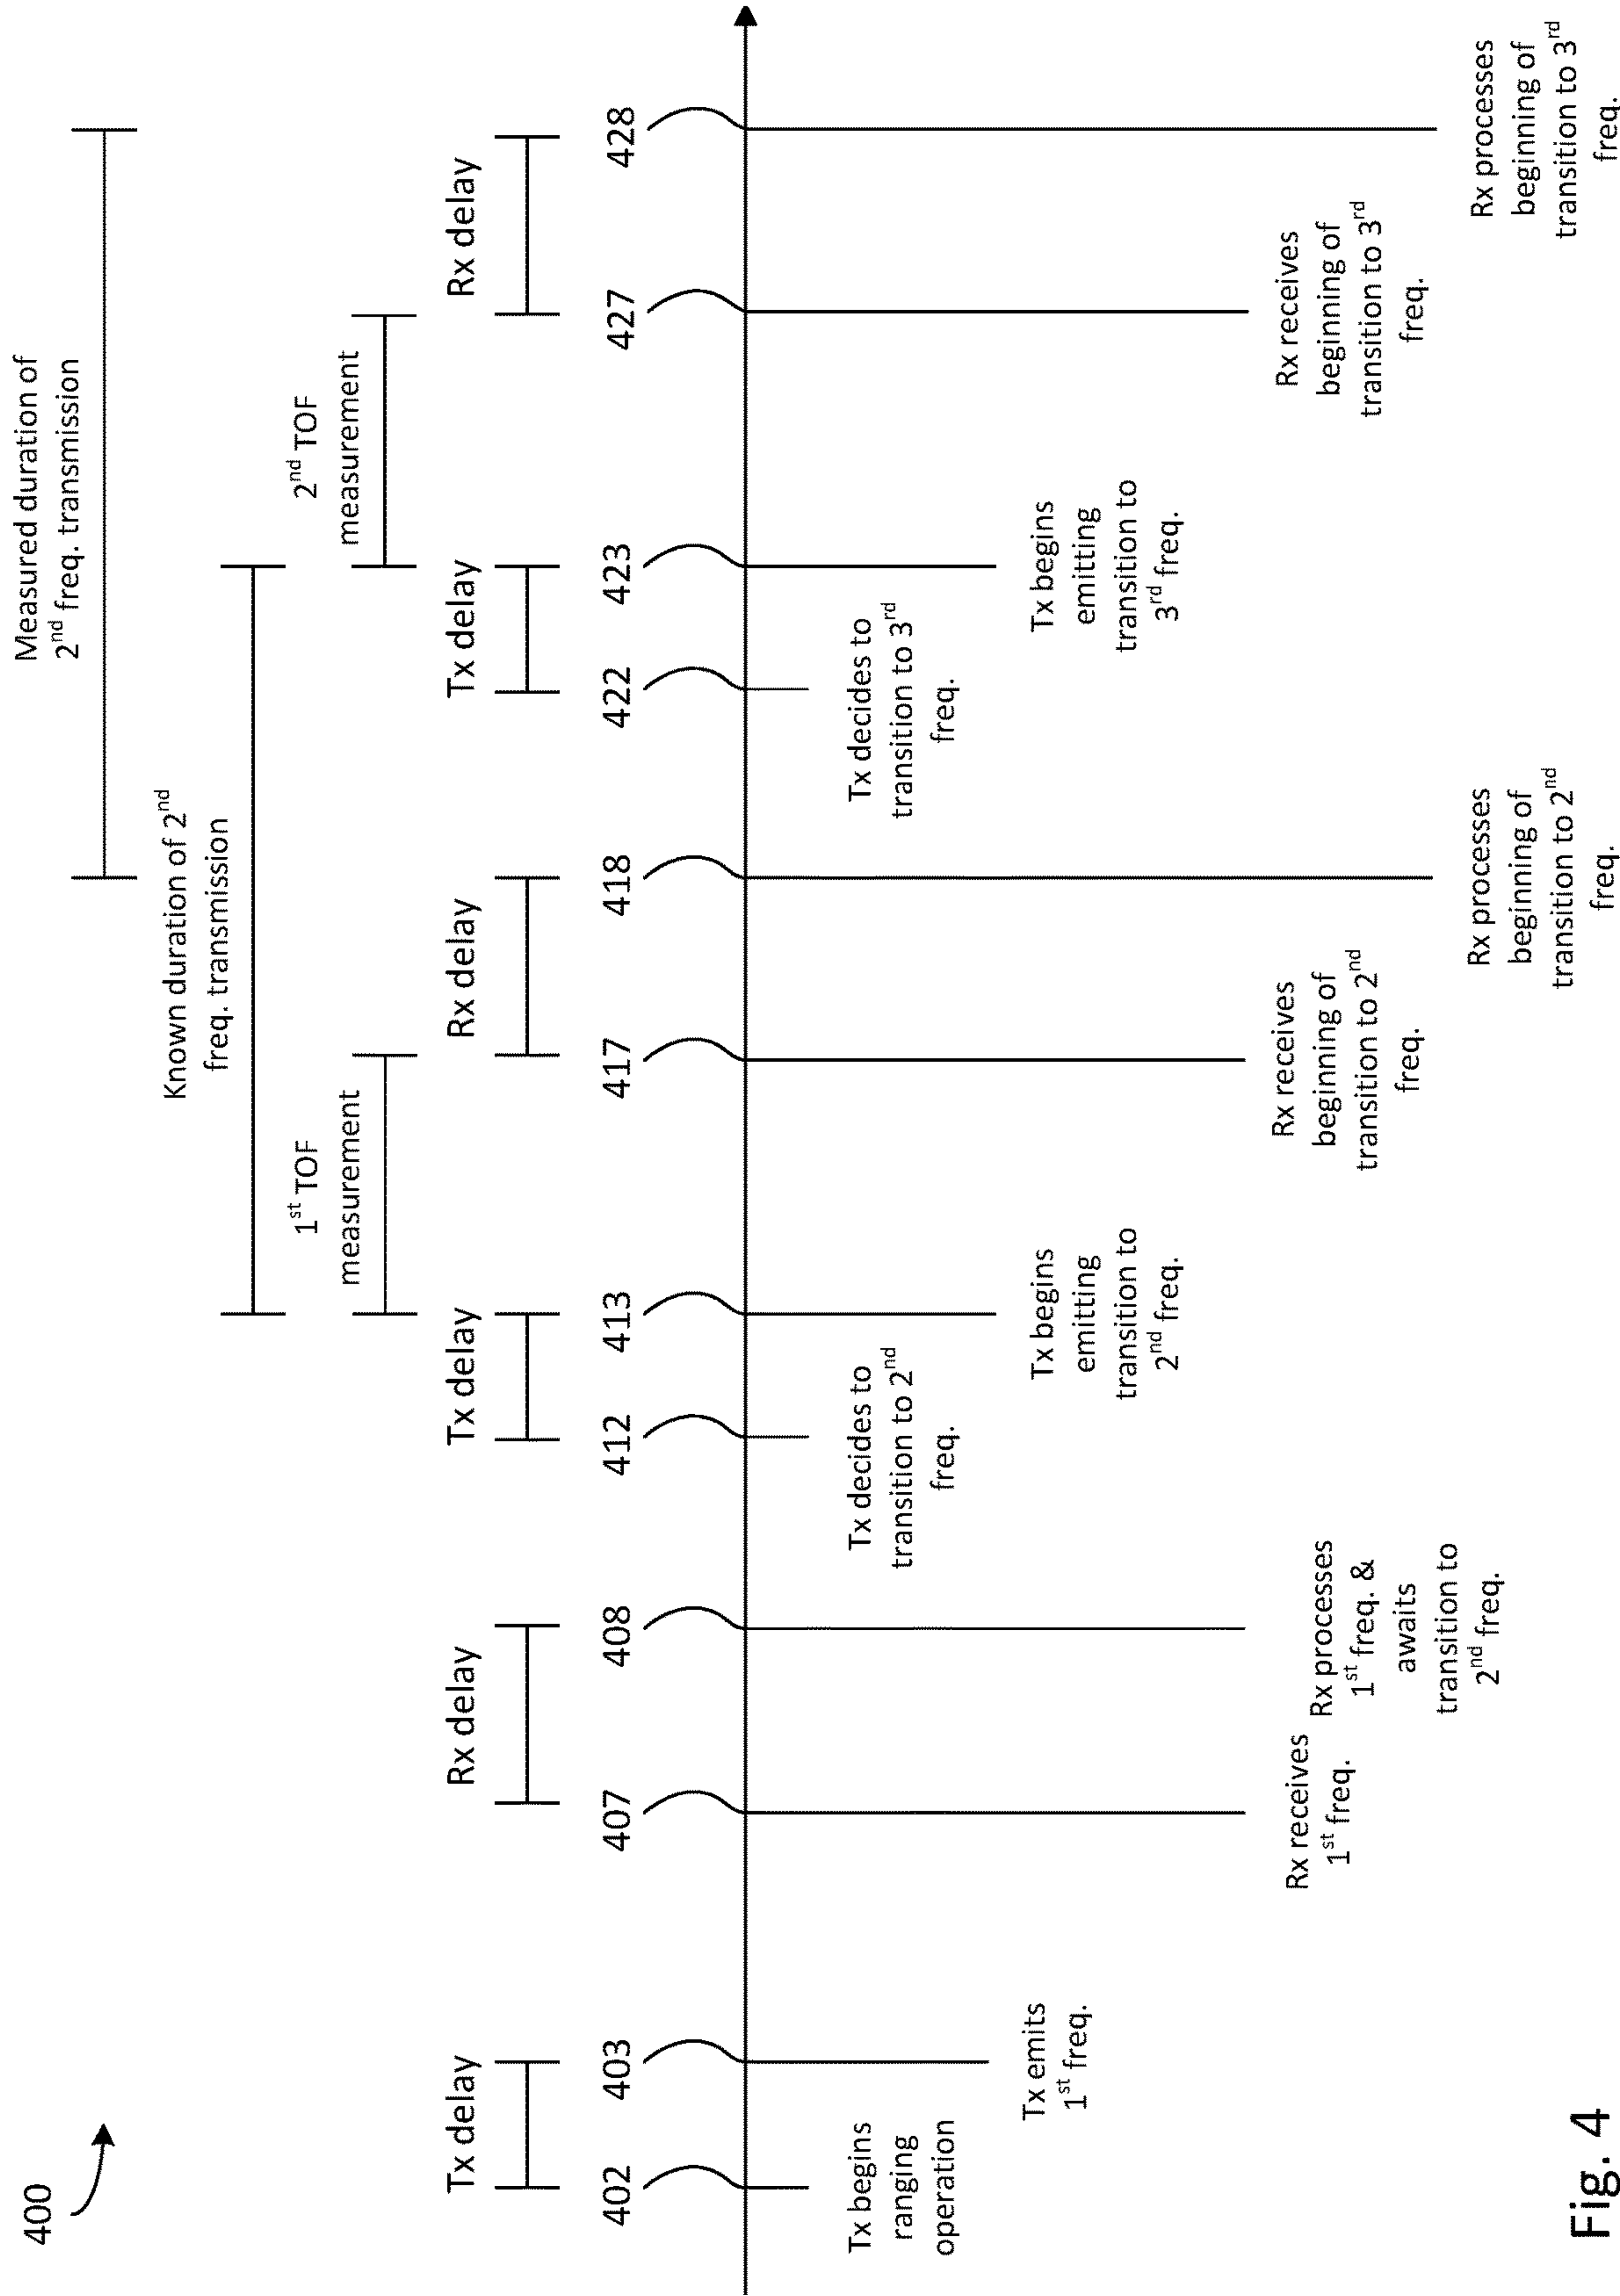 400
Measured duration of
2nd freq. transmission
Known duration of 2nd
freq. transmission
1st TOF
measurement
2nd TOF
measurement
Tx delay
Rx delay
Tx delay
Rx delay
Tx delay
Rx delay
402
403
407
408
412
413
417
418
422
423
427
428
Tx begins
ranging
operation
Tx emits
1st freq.
Rx receives
1st freq.
Rx processes
1st freq. &
awaits
transition to
2nd freq.
Tx decides to
transition to 2nd
freq.
Tx begins
emitting
transition to
2nd freq.
Rx receives
beginning of
transition to 2nd
freq.
Rx processes
beginning of
transition to 2nd
freq.
Tx decides to
transition to 3rd
freq.
Tx begins
emitting
transition to
3rd freq.
Rx receives
beginning of
transition to 3rd
freq.
Rx processes
beginning of
transition to 3rd
freq.
Fig. 4